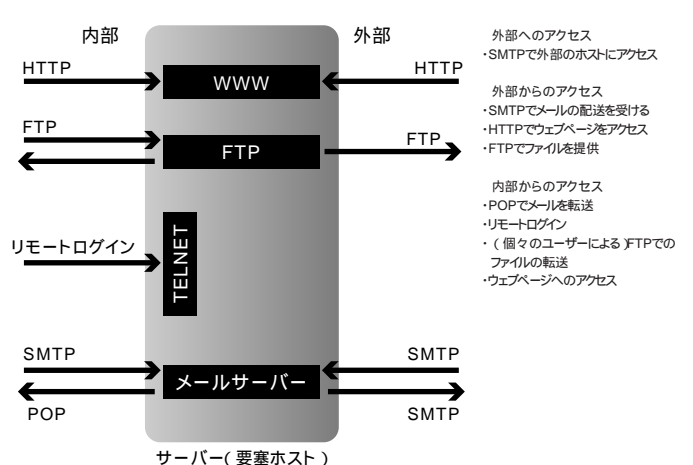 内部
外部
HTTP
WWW
HTTP
FTP
FTP
FTP
リモートログイン
TELNET
SMTP
メールサーバー
SMTP
POP
SMTP
サーバー(要塞ホスト)
外部へのアクセス
・SMTPで外部のホストにアクセス
外部からのアクセス
・SMTPでメールの配送を受ける
・HTTPでウェブページをアクセス
・FTPでファイルを提供
内部からのアクセス
・POPでメールを転送
・リモートログイン
・(個々のユーザーによる)FTPでの
ファイルの転送
・ウェブページへのアクセス